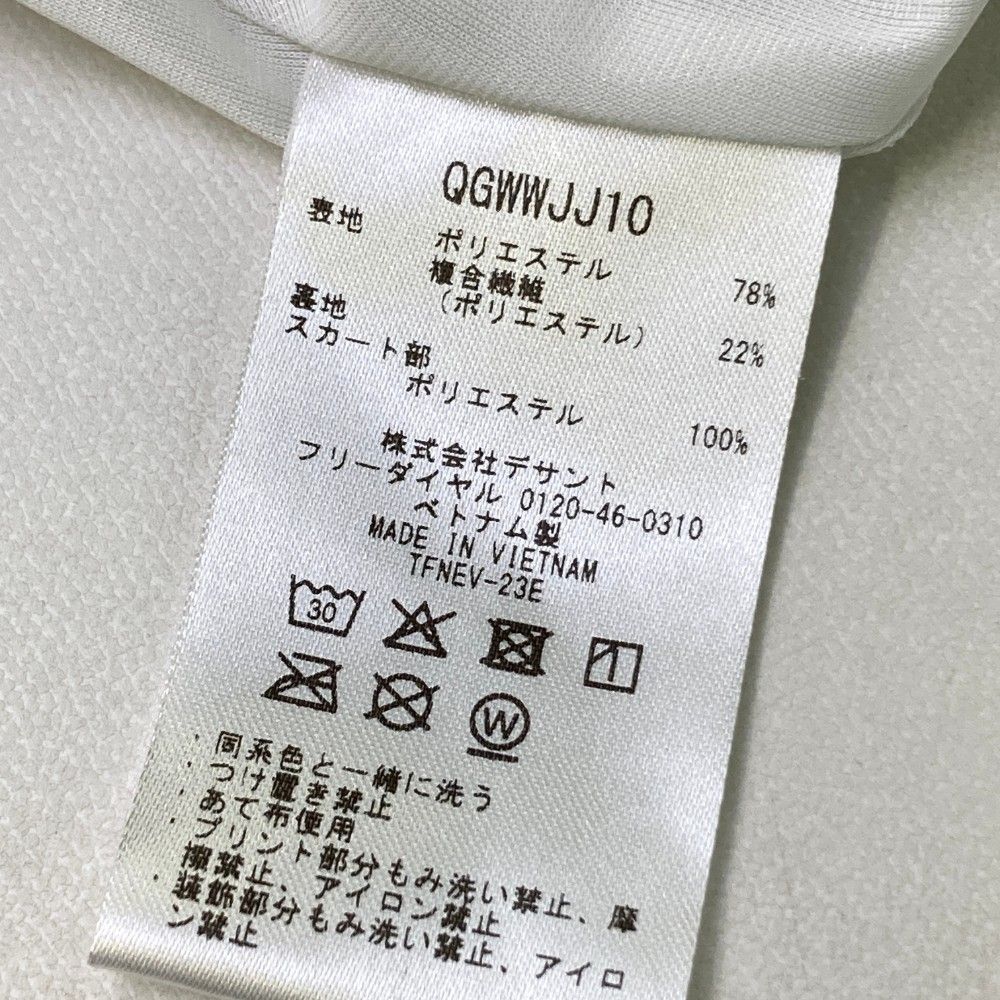 QGWWJJ10
表地 ポリエステル 78%
複合繊維
(ポリエステル) 22%
裏地
スカート部
ポリエステル 100%
株式会社デサント
フリーダイヤル 0120-46-0310
ベトナム製
MADE IN VIETNAM
TFNEV-23E
30
W
・同系色と一緒に洗う
・つけ置き禁止
・あて布使用
・プリント部分もみ洗い禁止、摩
擦禁止、アイロン禁止
・装飾部分もみ洗い禁止、アイロ
ン禁止